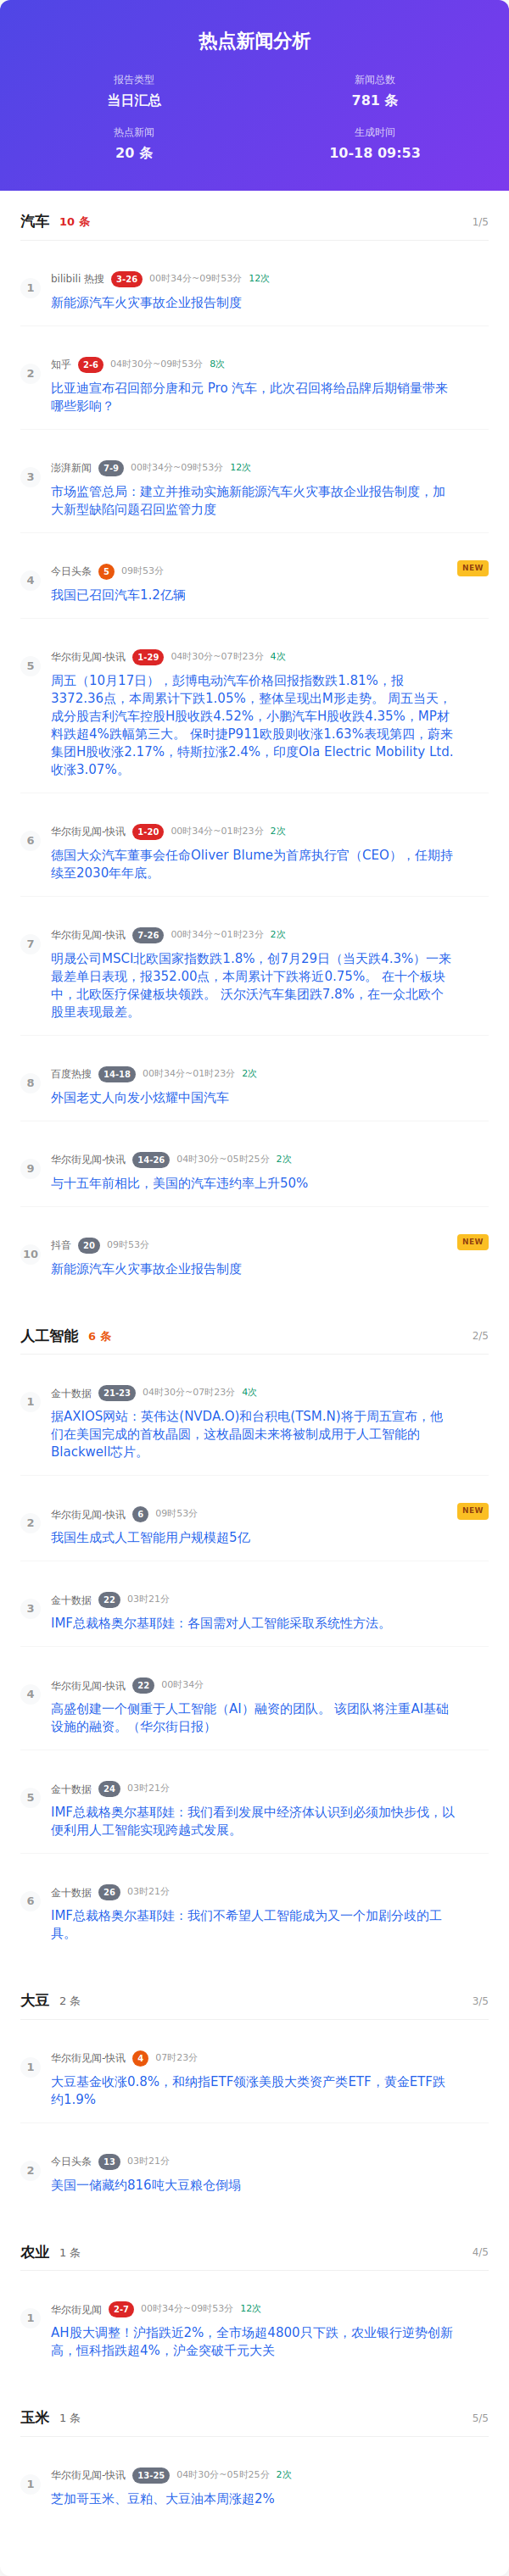 热点新闻分析
报告类型
新闻总数
当日汇总
781 条
热点新闻
生成时间
20 条
10-18 09:53
汽车 10 条 1/5
1
bilibili 热搜 3-26 00时34分~09时53分 12次
新能源汽车火灾事故企业报告制度
2
知乎 2-6 04时30分~09时53分 8次
比亚迪宣布召回部分唐和元 Pro 汽车，此次召回将给品牌后期销量带来
哪些影响？
3
澎湃新闻 7-9 00时34分~09时53分 12次
市场监管总局：建立并推动实施新能源汽车火灾事故企业报告制度，加
大新型缺陷问题召回监管力度
4
今日头条 5 09时53分 NEW
我国已召回汽车1.2亿辆
5
华尔街见闻-快讯 1-29 04时30分~07时23分 4次
周五（10月17日），彭博电动汽车价格回报指数跌1.81%，报
3372.36点，本周累计下跌1.05%，整体呈现出M形走势。 周五当天，
成分股吉利汽车控股H股收跌4.52%，小鹏汽车H股收跌4.35%，MP材
料跌超4%跌幅第三大。 保时捷P911欧股则收涨1.63%表现第四，蔚来
集团H股收涨2.17%，特斯拉涨2.4%，印度Ola Electric Mobility Ltd.
收涨3.07%。
6
华尔街见闻-快讯 1-20 00时34分~01时23分 2次
德国大众汽车董事会任命Oliver Blume为首席执行官（CEO），任期持
续至2030年年底。
7
华尔街见闻-快讯 7-26 00时34分~01时23分 2次
明晟公司MSCI北欧国家指数跌1.8%，创7月29日（当天跌4.3%）一来
最差单日表现，报352.00点，本周累计下跌将近0.75%。 在十个板块
中，北欧医疗保健板块领跌。 沃尔沃汽车集团跌7.8%，在一众北欧个
股里表现最差。
8
百度热搜 14-18 00时34分~01时23分 2次
外国老丈人向发小炫耀中国汽车
9
华尔街见闻-快讯 14-26 04时30分~05时25分 2次
与十五年前相比，美国的汽车违约率上升50%
10
抖音 20 09时53分 NEW
新能源汽车火灾事故企业报告制度
人工智能 6 条 2/5
1
金十数据 21-23 04时30分~07时23分 4次
据AXIOS网站：英伟达(NVDA.O)和台积电(TSM.N)将于周五宣布，他
们在美国完成的首枚晶圆，这枚晶圆未来将被制成用于人工智能的
Blackwell芯片。
2
华尔街见闻-快讯 6 09时53分 NEW
我国生成式人工智能用户规模超5亿
3
金十数据 22 03时21分
IMF总裁格奥尔基耶娃：各国需对人工智能采取系统性方法。
4
华尔街见闻-快讯 22 00时34分
高盛创建一个侧重于人工智能（AI）融资的团队。 该团队将注重AI基础
设施的融资。（华尔街日报）
5
金十数据 24 03时21分
IMF总裁格奥尔基耶娃：我们看到发展中经济体认识到必须加快步伐，以
便利用人工智能实现跨越式发展。
6
金十数据 26 03时21分
IMF总裁格奥尔基耶娃：我们不希望人工智能成为又一个加剧分歧的工
具。
大豆 2 条 3/5
1
华尔街见闻-快讯 4 07时23分
大豆基金收涨0.8%，和纳指ETF领涨美股大类资产类ETF，黄金ETF跌
约1.9%
2
今日头条 13 03时21分
美国一储藏约816吨大豆粮仓倒塌
农业 1 条 4/5
1
华尔街见闻 2-7 00时34分~09时53分 12次
AH股大调整！沪指跌近2%，全市场超4800只下跌，农业银行逆势创新
高，恒科指跌超4%，沪金突破千元大关
玉米 1 条 5/5
1
华尔街见闻-快讯 13-25 04时30分~05时25分 2次
芝加哥玉米、豆粕、大豆油本周涨超2%